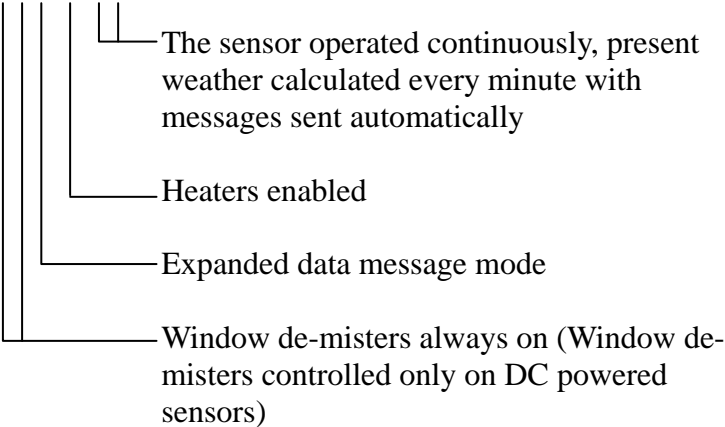 The sensor operated continuously, present
weather calculated every minute with
messages sent automatically
Heaters enabled
Expanded data message mode
Window de-misters always on (Window de-
misters controlled only on DC powered
sensors)